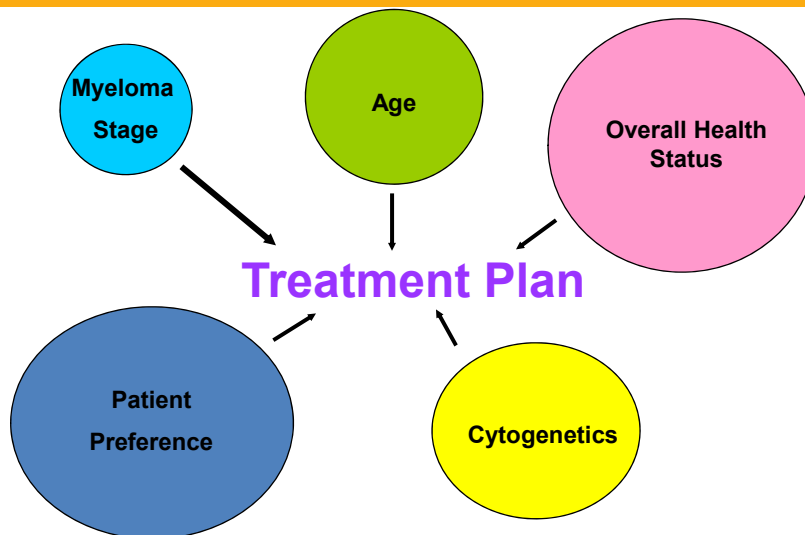 Myeloma
Stage
Age
Overall Health
Status
Treatment Plan
Patient
Preference
Cytogenetics